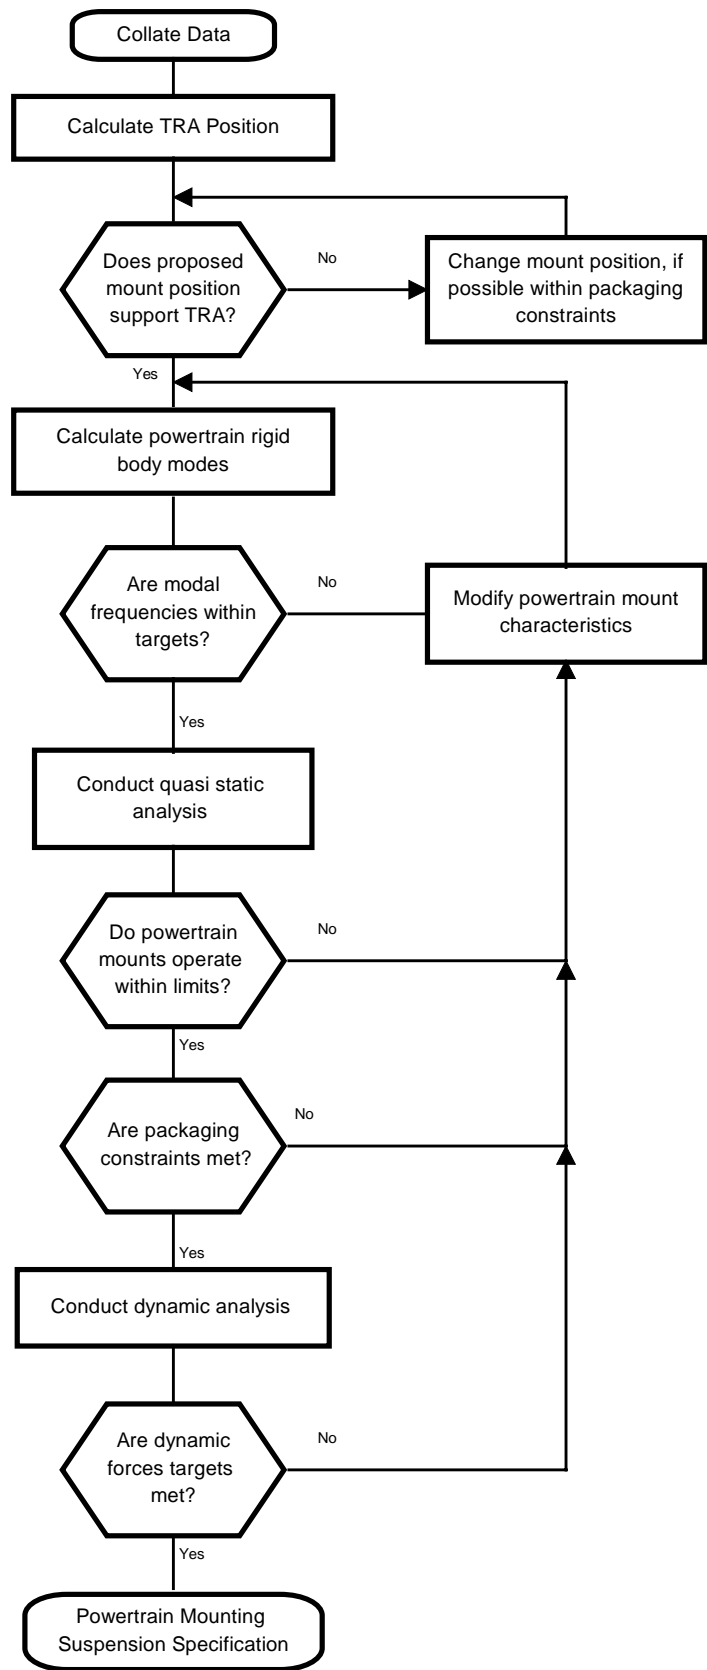 Collate Data
Calculate TRA Position
Does proposed
mount position
support TRA?
No
Change mount position, if
possible within packaging
constraints
Yes
Calculate powertrain rigid
body modes
Are modal
frequencies within
targets?
No
Modify powertrain mount
characteristics
Yes
Conduct quasi static
analysis
Do powertrain
mounts operate
within limits?
No
Yes
Are packaging
constraints met?
No
Yes
Conduct dynamic analysis
Are dynamic
forces targets
met?
No
Yes
Powertrain Mounting
Suspension Specification